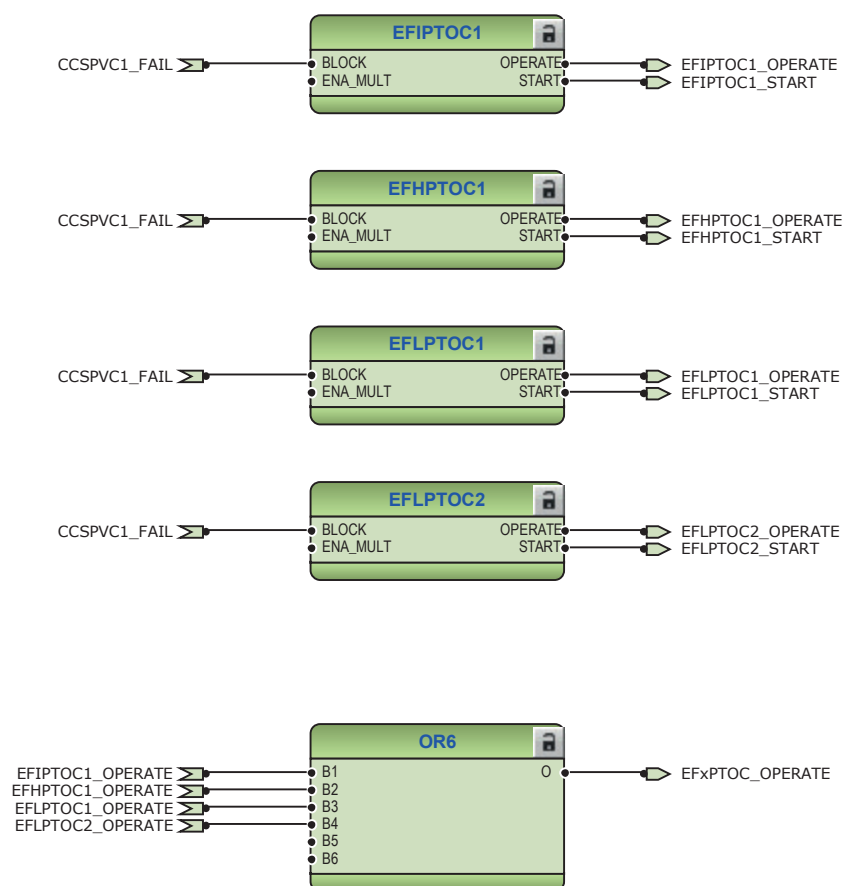 EFIPTOC1
CCSPVC1_FAIL BLOCK OPERATE EFIPTOC1_OPERATE
ENA_MULT START EFIPTOC1_START
EFHPTOC1
CCSPVC1_FAIL BLOCK OPERATE EFHPTOC1_OPERATE
ENA_MULT START EFHPTOC1_START
EFLPTOC1
CCSPVC1_FAIL BLOCK OPERATE EFLPTOC1_OPERATE
ENA_MULT START EFLPTOC1_START
EFLPTOC2
CCSPVC1_FAIL BLOCK OPERATE EFLPTOC2_OPERATE
ENA_MULT START EFLPTOC2_START
OR6
EFIPTOC1_OPERATE B1 O EFxPTOC_OPERATE
EFHPTOC1_OPERATE B2
EFLPTOC1_OPERATE B3
EFLPTOC2_OPERATE B4
B5
B6